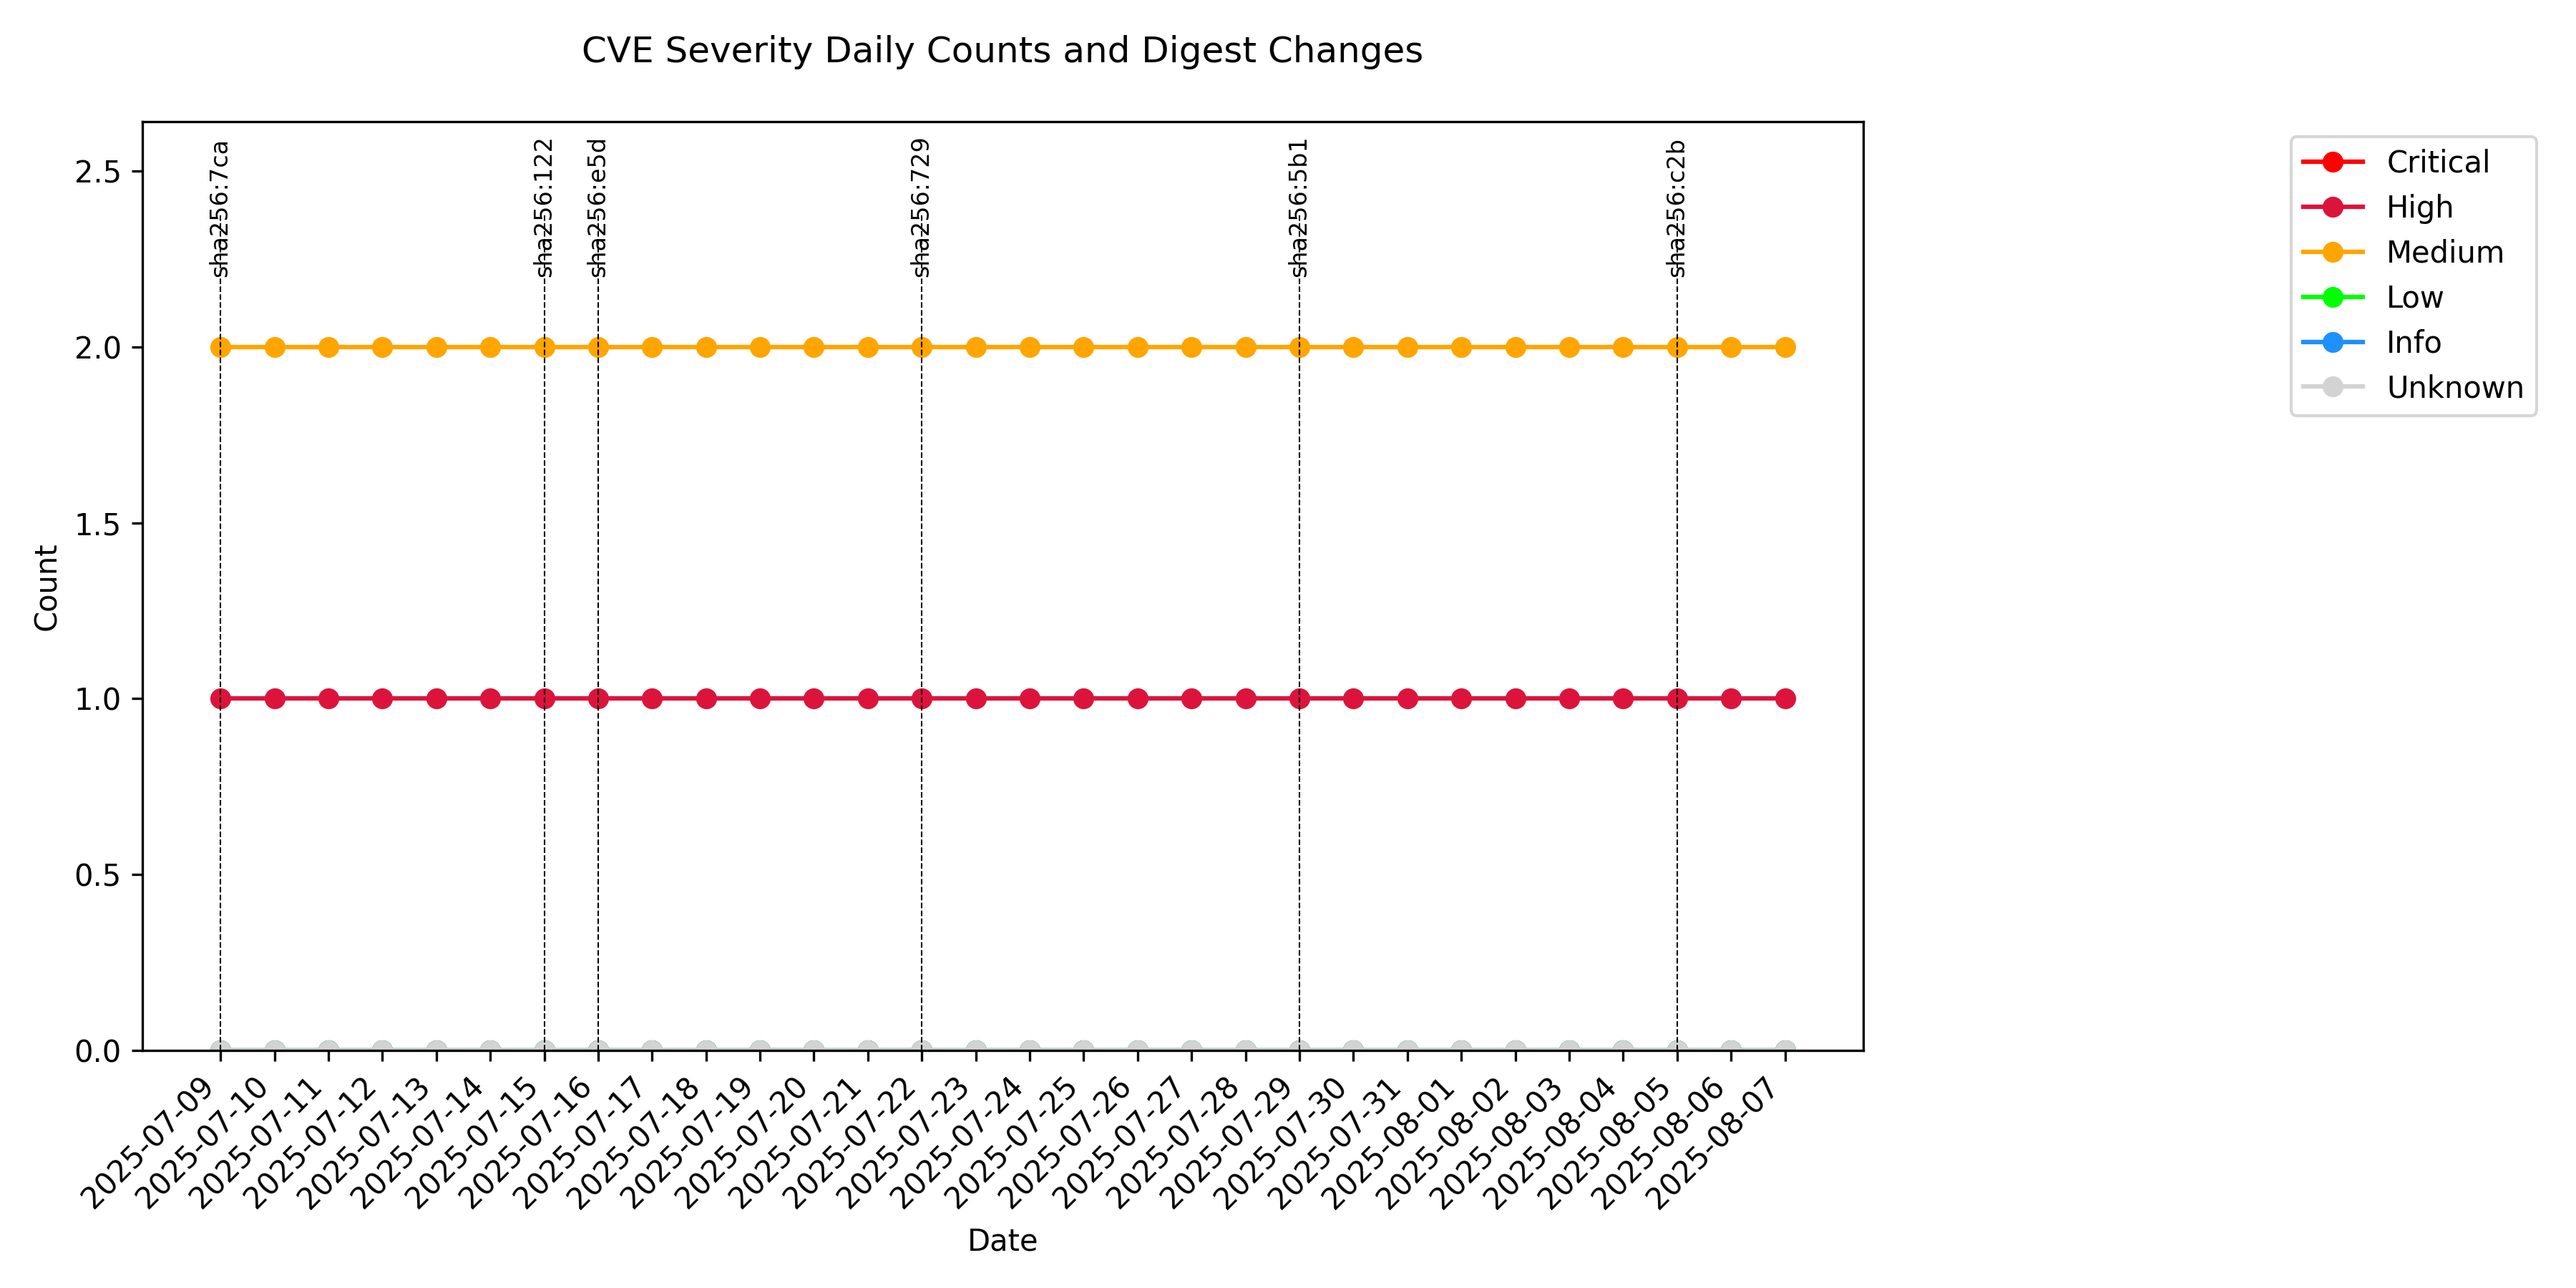 CVE Severity Daily Counts and Digest Changes
sha256:7ca
sha256:122
sha256:e5d
sha256:729
sha256:5b1
sha256:c2b
Critical
High
Medium
Low
Info
Unknown
2.5
2.0
1.5
1.0
0.5
0.0
Count
2025-07-09
2025-07-10
2025-07-11
2025-07-12
2025-07-13
2025-07-14
2025-07-15
2025-07-16
2025-07-17
2025-07-18
2025-07-19
2025-07-20
2025-07-21
2025-07-22
2025-07-23
2025-07-24
2025-07-25
2025-07-26
2025-07-27
2025-07-28
2025-07-29
2025-07-30
2025-07-31
2025-08-01
2025-08-02
2025-08-03
2025-08-04
2025-08-05
2025-08-06
2025-08-07
Date